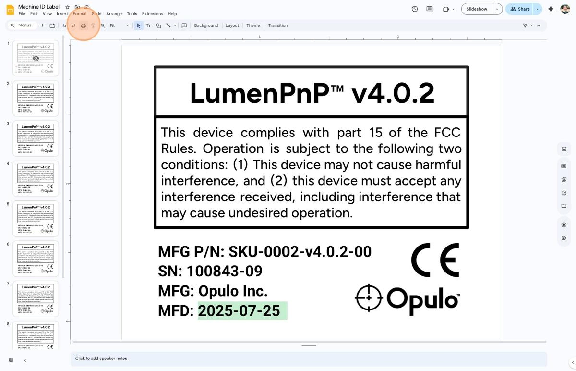 Machine ID Label
File Edit View Insert Format Slide Arrange Tools Extensions Help
Slideshow
Share
Menus
Background Layout Theme Transition
LumenPnP™ v4.0.2
This device complies with part 15 of the FCC
Rules. Operation is subject to the following two
conditions: (1) This device may not cause harmful
interference, and (2) this device must accept any
interference received, including interference that
may cause undesired operation.
MFG P/N: SKU-0002-v4.0.2-00
SN: 100843-09
MFG: Opulo Inc.
MFD: 2025-07-25
CE
Opulo™
Click to add speaker notes